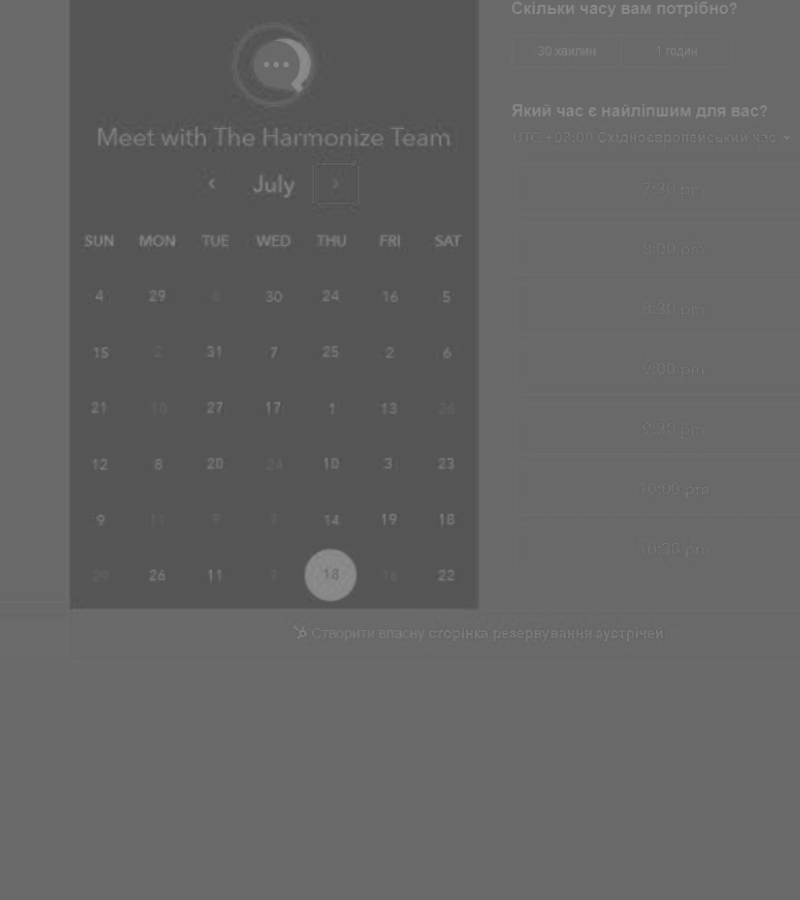 Meet with The Harmonize Team
July
SUN MON TUE WED THU FRI SAT
4 29 30 24 16 5
15 2 31 7 25 2 6
21 10 27 17 1 13 26
12 8 20 24 10 3 23
9 11 9 7 14 19 18
29 26 11 7 18 16 22
Скільки часу вам потрібно?
30 хвилин 1 годин
Який час є найліпшим для вас?
UTC +03:00 Східноєвропейський час
7:30 pm
8:00 pm
8:30 pm
9:00 pm
9:30 pm
10:00 pm
10:30 pm
Створити власну сторінка резервування зустрічей